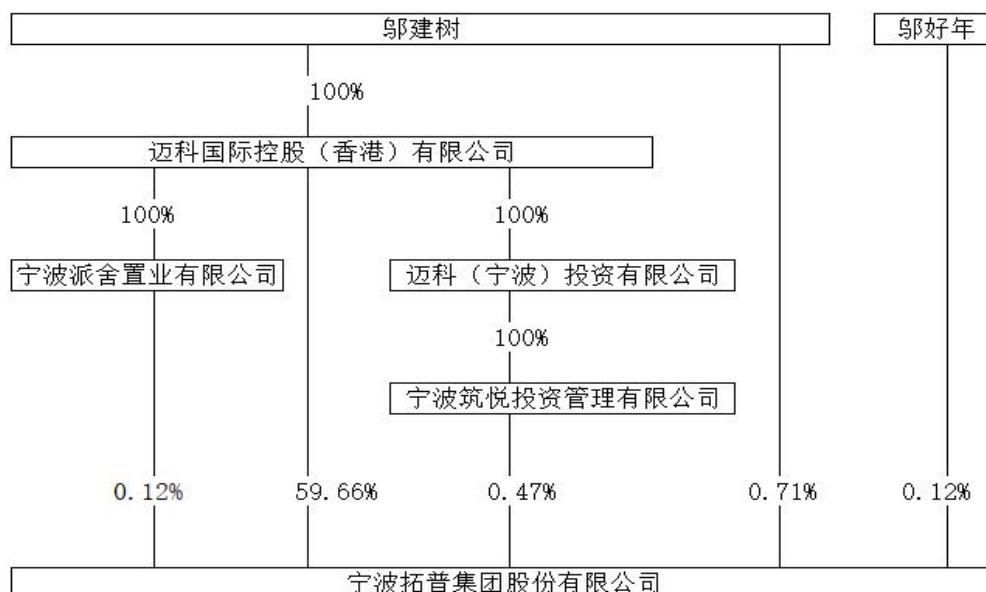 邬建树
邬好年
100%
迈科国际控股（香港）有限公司
100%
100%
宁波派舍置业有限公司
迈科（宁波）投资有限公司
100%
宁波筑悦投资管理有限公司
0.12%
59.66%
0.47%
0.71%
0.12%
宁波拓普集团股份有限公司